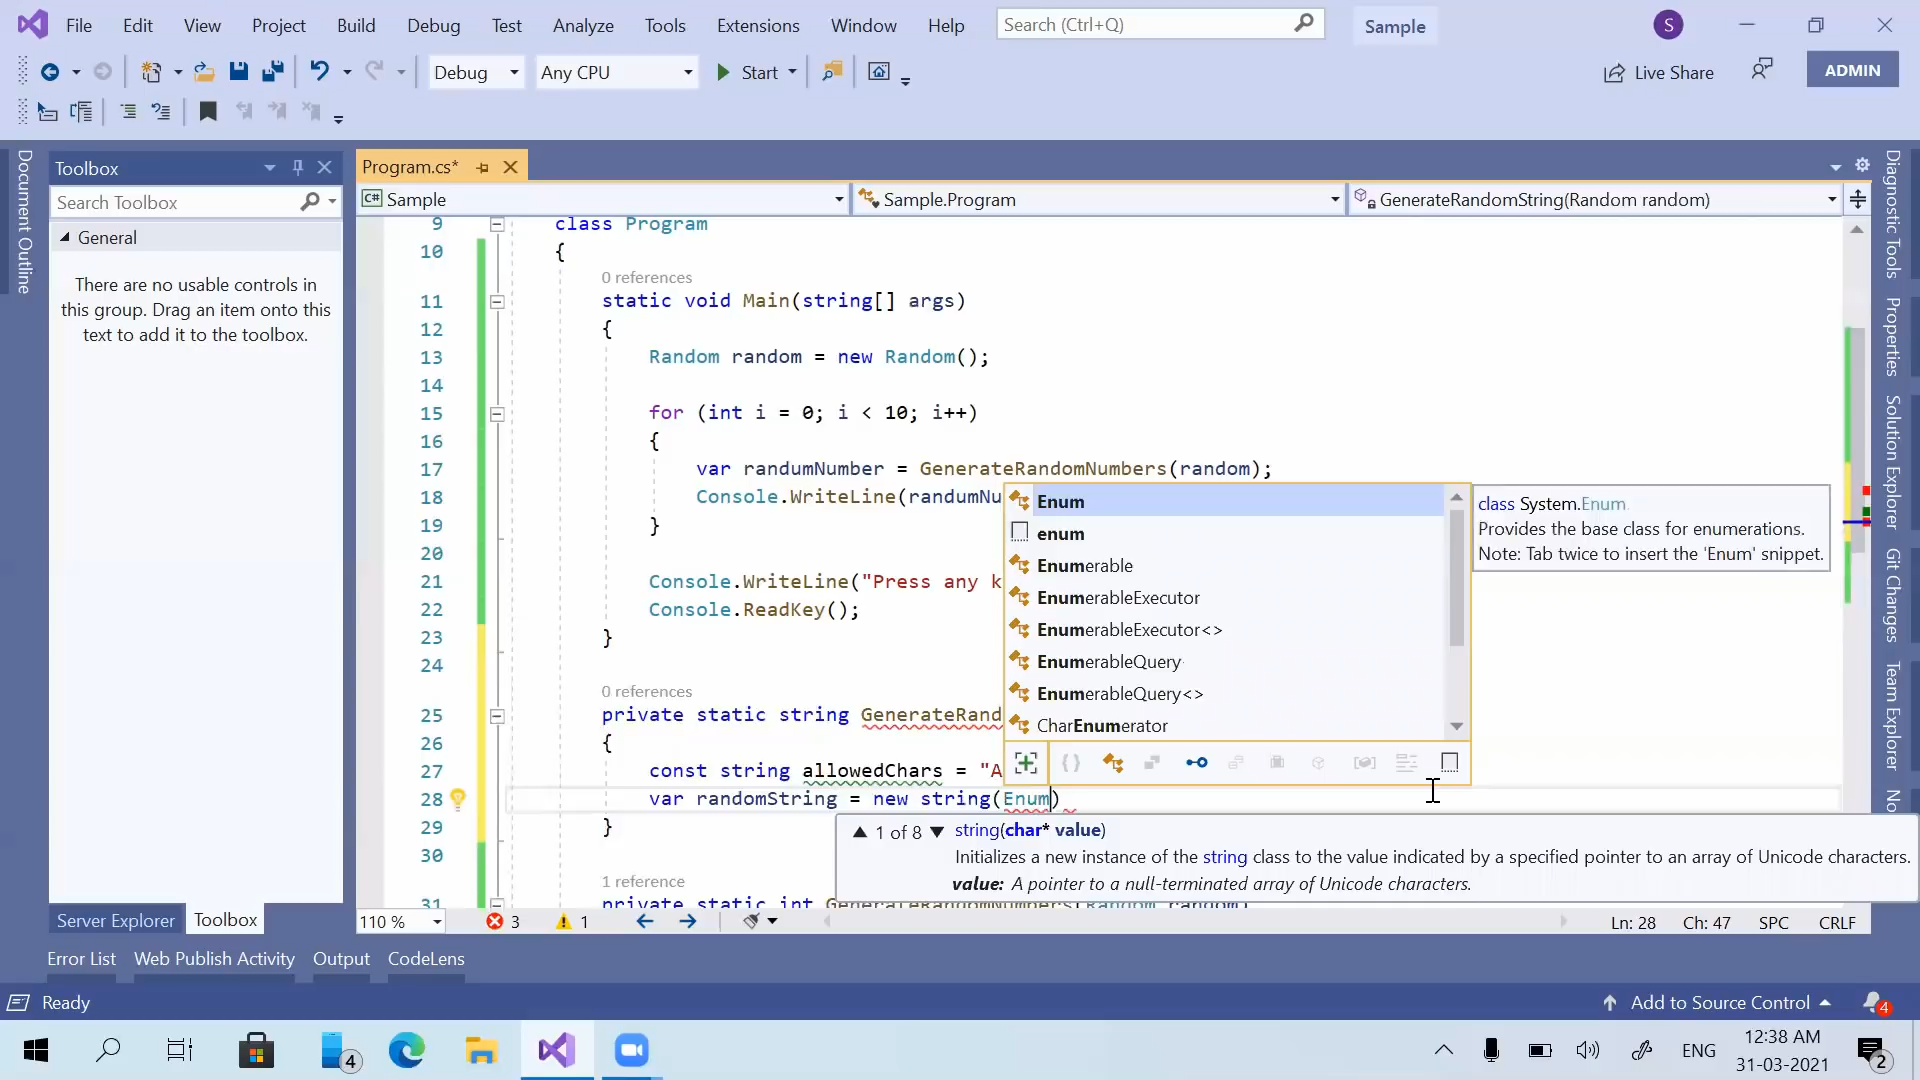 File Edit View Project Build Debug Test Analyze Tools Extensions Window Help Search (Ctrl+Q) Sample S
Debug Any CPU Start Live Share ADMIN
Document Outline
Toolbox
Search Toolbox
General
There are no usable controls in
this group. Drag an item onto this
text to add it to the toolbox.
Server Explorer Toolbox
Program.cs*
C# Sample Sample.Program GenerateRandomString(Random random)
9 class Program
10 {
0 references
11 static void Main(string[] args)
12 {
13 Random random = new Random();
14
15 for (int i = 0; i < 10; i++)
16 {
17 var randumNumber = GenerateRandomNumbers(random);
18 Console.WriteLine(randumNu
19 }
20
21 Console.WriteLine("Press any k
22 Console.ReadKey();
23 }
24
0 references
25 private static string GenerateRand
26 {
27 const string allowedChars = "A
28 var randomString = new string(Enum)
29 }
30
1 reference
31 private static int GenerateRandomNumbers(Random random)
Enum
enum
Enumerable
EnumerableExecutor
EnumerableExecutor<>
EnumerableQuery
EnumerableQuery<>
CharEnumerator
class System.Enum
Provides the base class for enumerations.
Note: Tab twice to insert the 'Enum' snippet.
1 of 8 string(char* value)
Initializes a new instance of the string class to the value indicated by a specified pointer to an array of Unicode characters.
value: A pointer to a null-terminated array of Unicode characters.
Diagnostic Tools
Properties
Solution Explorer
Git Changes
Team Explorer
No
110 % 3 1 Ln: 28 Ch: 47 SPC CRLF
Error List Web Publish Activity Output CodeLens
Ready Add to Source Control 4
4 ENG 12:38 AM
31-03-2021 2